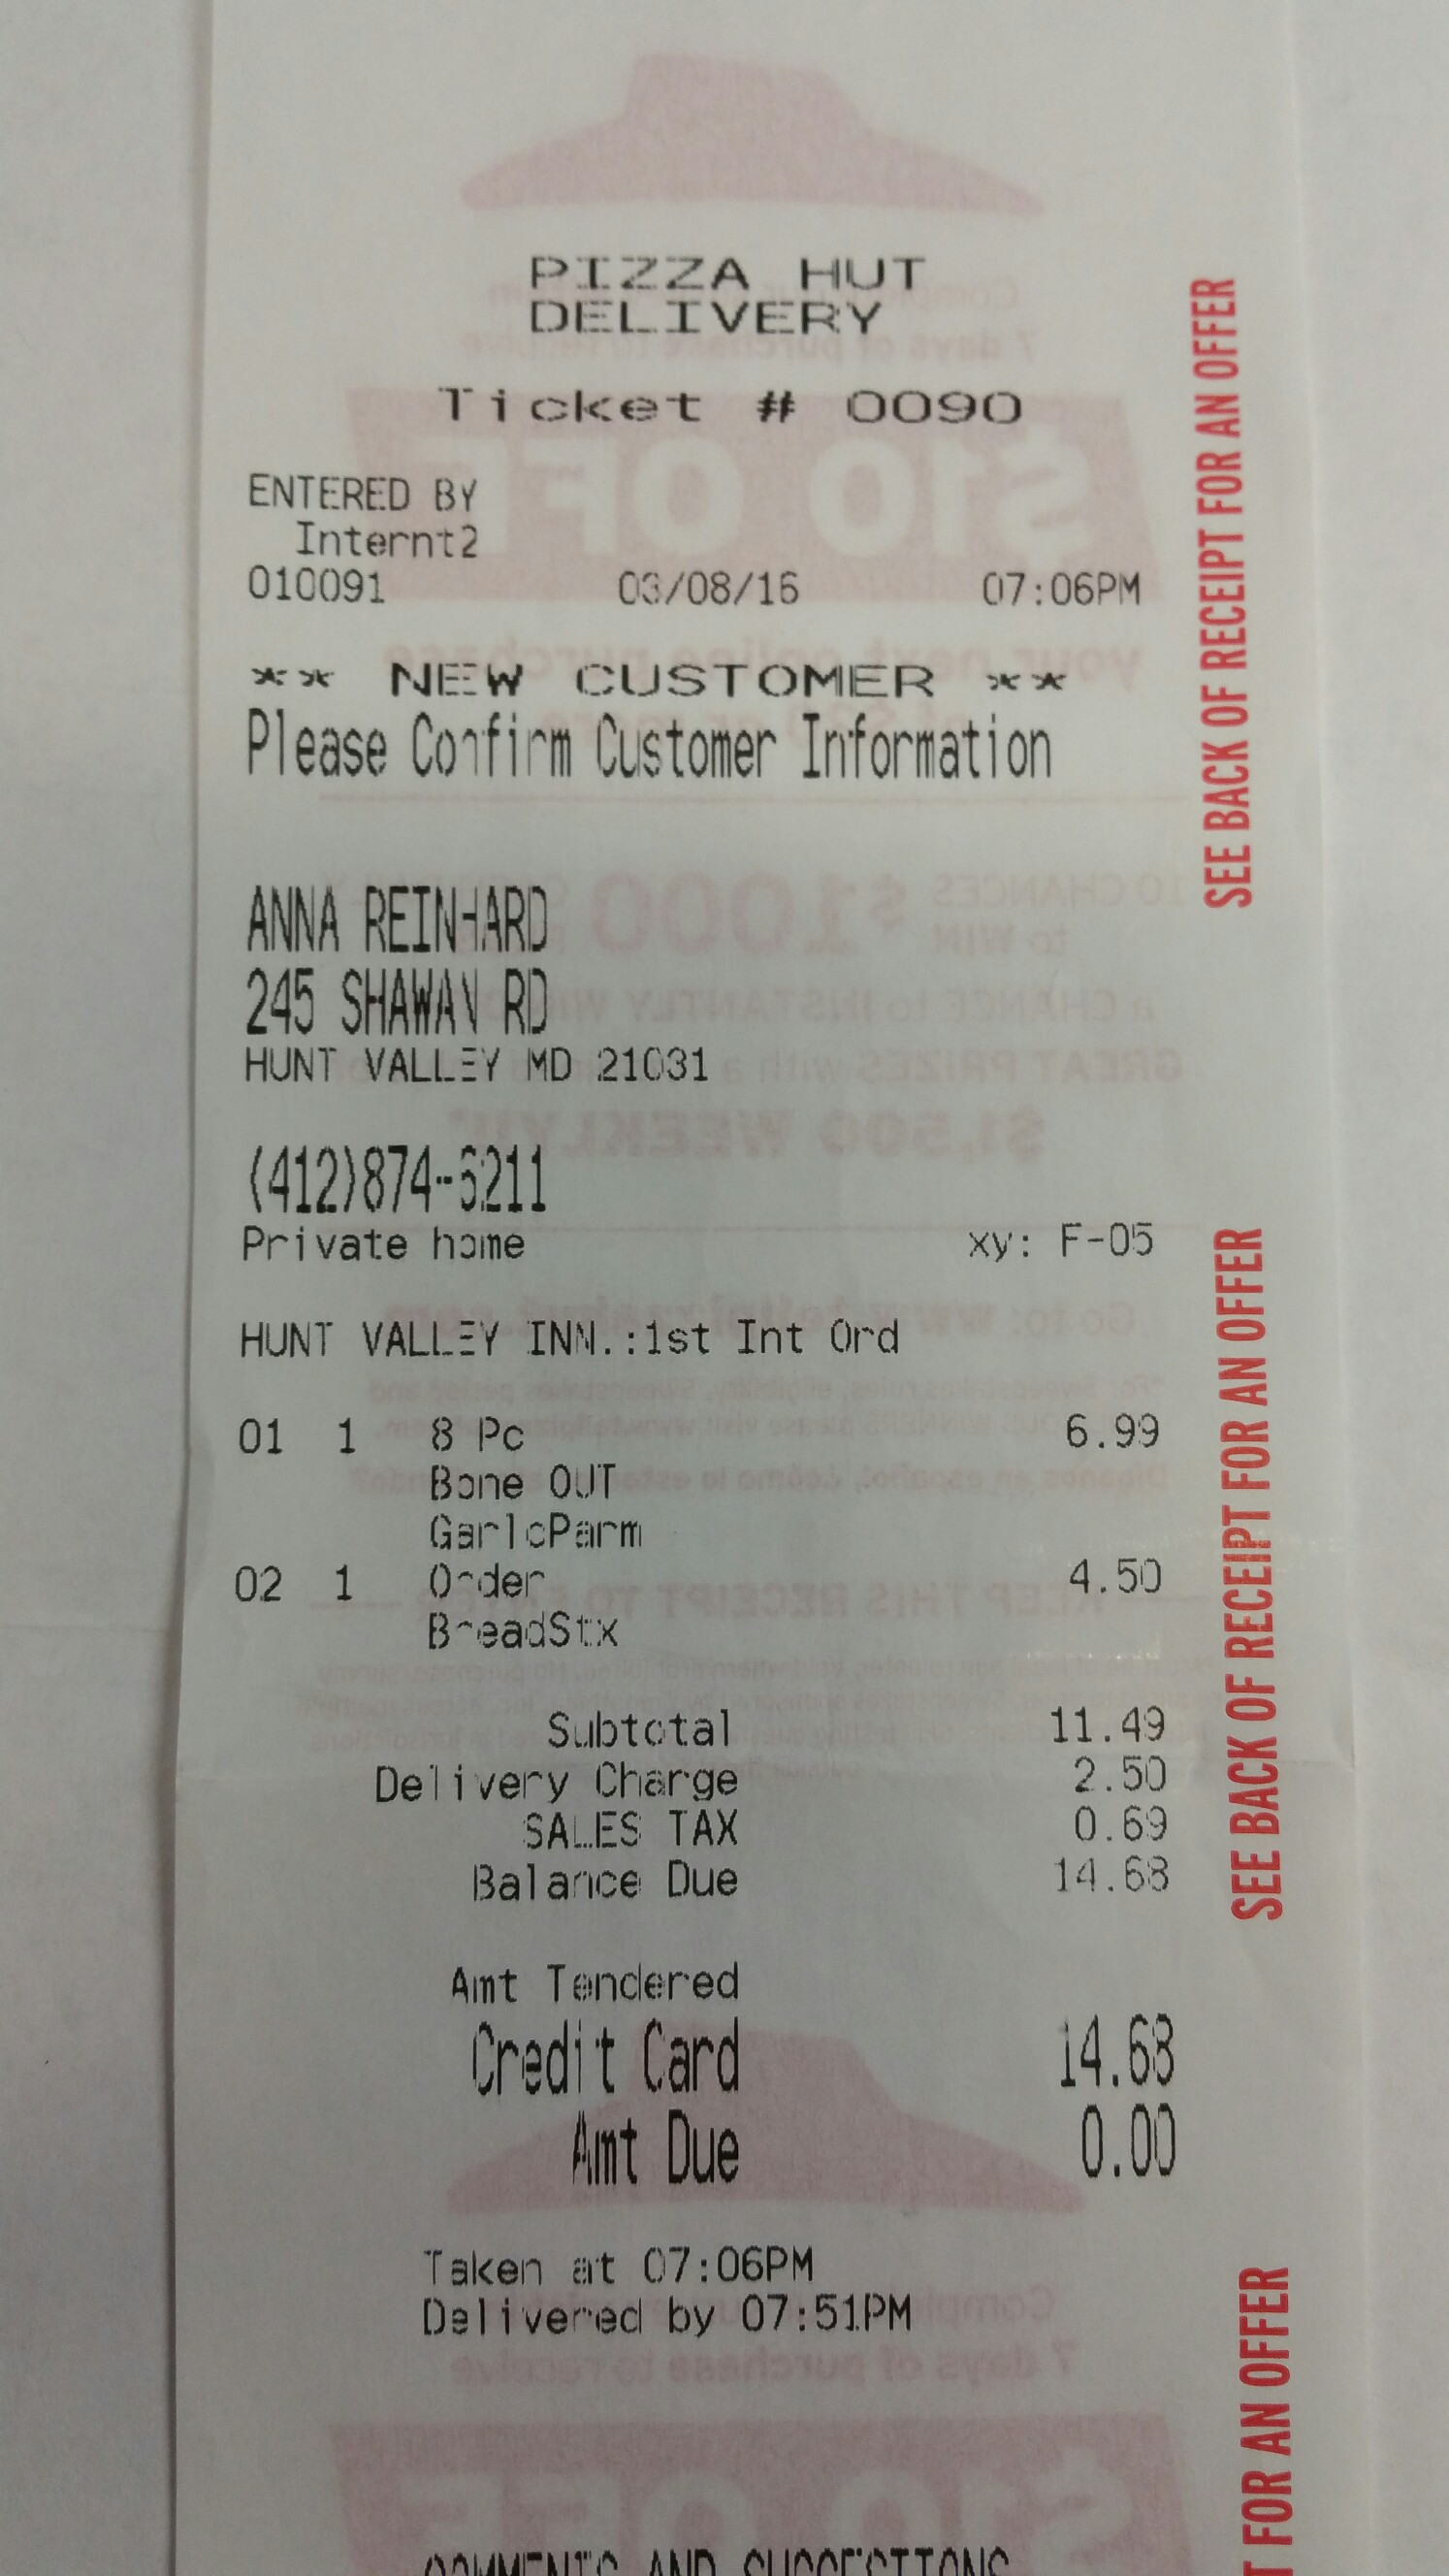 PIZZA HUT
DELIVERY
Ticket # 0090
ENTERED BY
Internt2
010091 03/08/16 07:06PM
** NEW CUSTOMER **
Please Confirm Customer Information
ANNA REINHARD
245 SHAWAN RD
HUNT VALLEY MD 21031
(412)874-5211
Private home xy: F-05
HUNT VALLEY INN.:1st Int Ord
01 1 8 Pc 6.99
Bone OUT
GarlcParm
02 1 Order 4.50
BreadStx
Subtotal 11.49
Delivery Charge 2.50
SALES TAX 0.69
Balance Due 14.68
Amt Tendered
Credit Card 14.68
Amt Due 0.00
Taken at 07:06PM
Delivered by 07:51PM
COMMENTS AND SUGGESTIONS
SEE BACK OF RECEIPT FOR AN OFFER
SEE BACK OF RECEIPT FOR AN OFFER
FOR AN OFFER